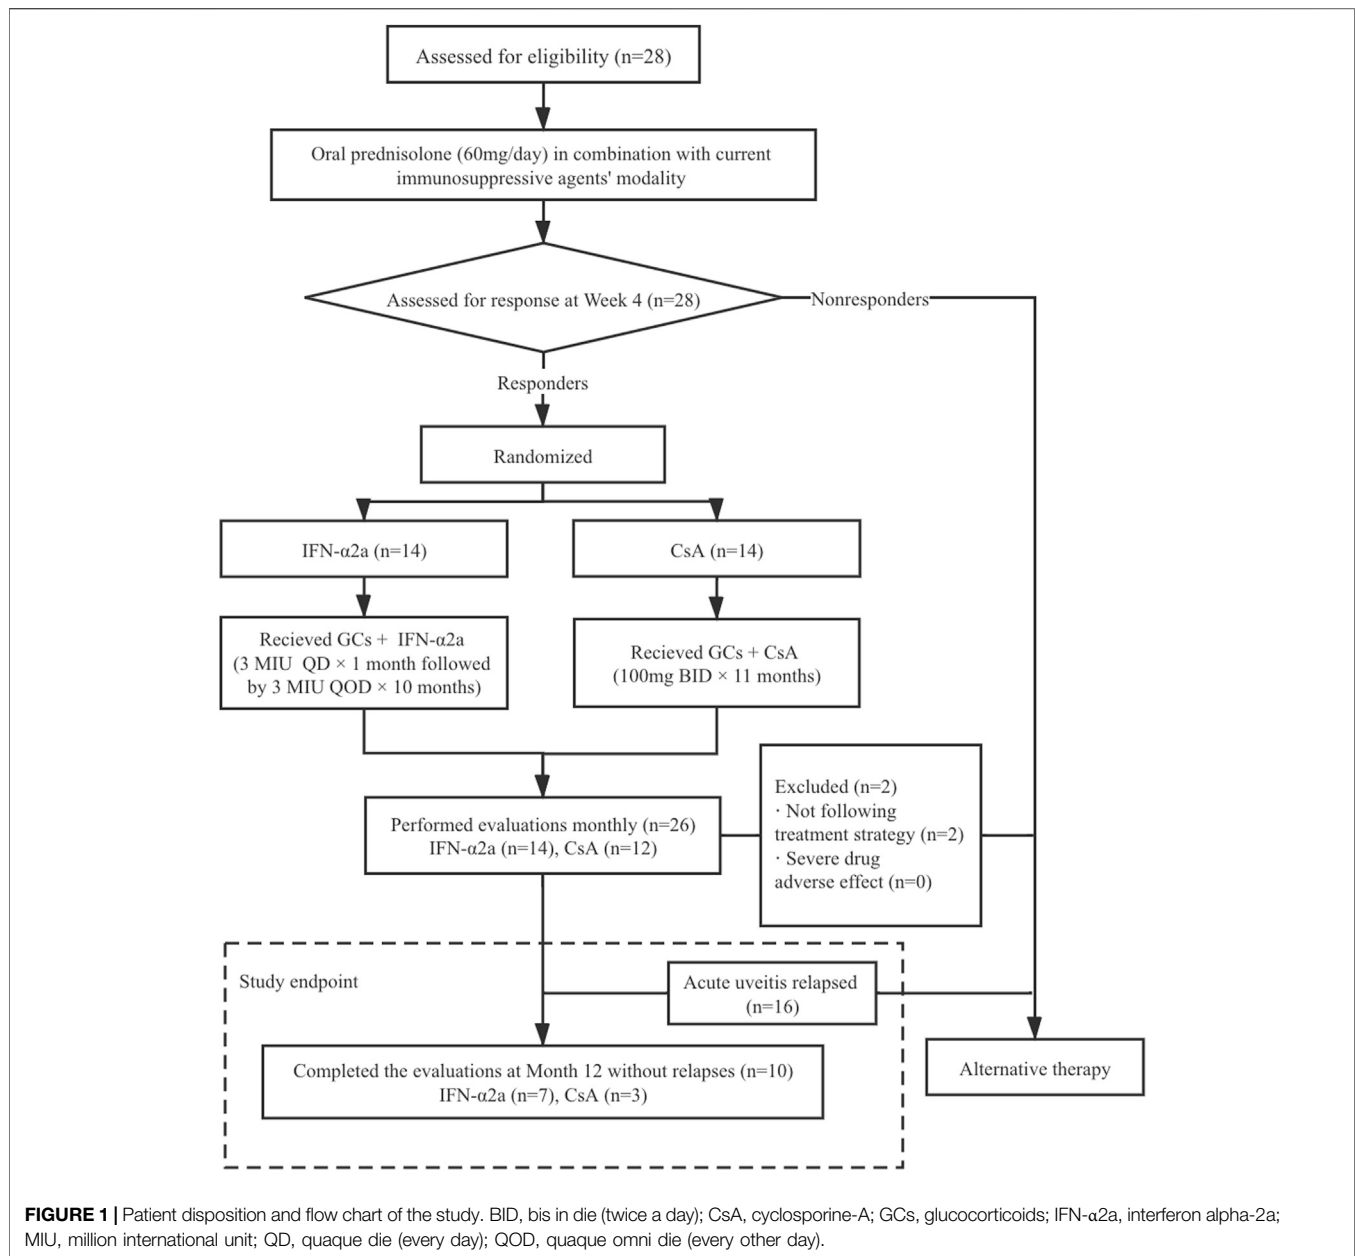 Assessed for eligibility (n=28)
Oral prednisolone (60mg/day) in combination with current
immunosuppressive agents' modality
Assessed for response at Week 4 (n=28)
Nonresponders
Responders
Randomized
IFN-α2a (n=14)
CsA (n=14)
Recieved GCs + IFN-α2a
(3 MIU QD × 1 month followed
by 3 MIU QOD × 10 months)
Recieved GCs + CsA
(100mg BID × 11 months)
Performed evaluations monthly (n=26)
IFN-α2a (n=14), CsA (n=12)
Excluded (n=2)
· Not following
treatment strategy (n=2)
· Severe drug
adverse effect (n=0)
Study endpoint
Acute uveitis relapsed
(n=16)
Completed the evaluations at Month 12 without relapses (n=10)
IFN-α2a (n=7), CsA (n=3)
Alternative therapy
FIGURE 1 | Patient disposition and flow chart of the study. BID, bis in die (twice a day); CsA, cyclosporine-A; GCs, glucocorticoids; IFN-α2a, interferon alpha-2a;
MIU, million international unit; QD, quaque die (every day); QOD, quaque omni die (every other day).